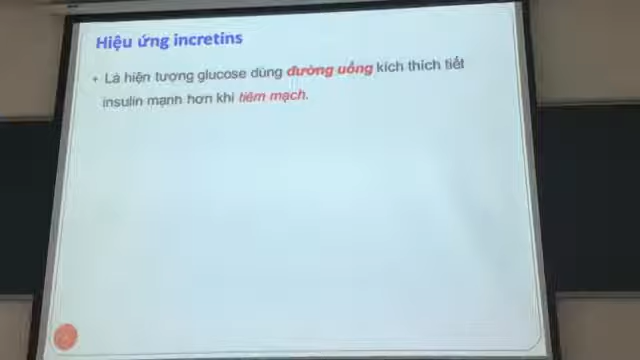 Hiệu ứng incretins
• Là hiện tượng glucose dùng đường uống kích thích tiết
insulin mạnh hơn khi tiêm mạch.